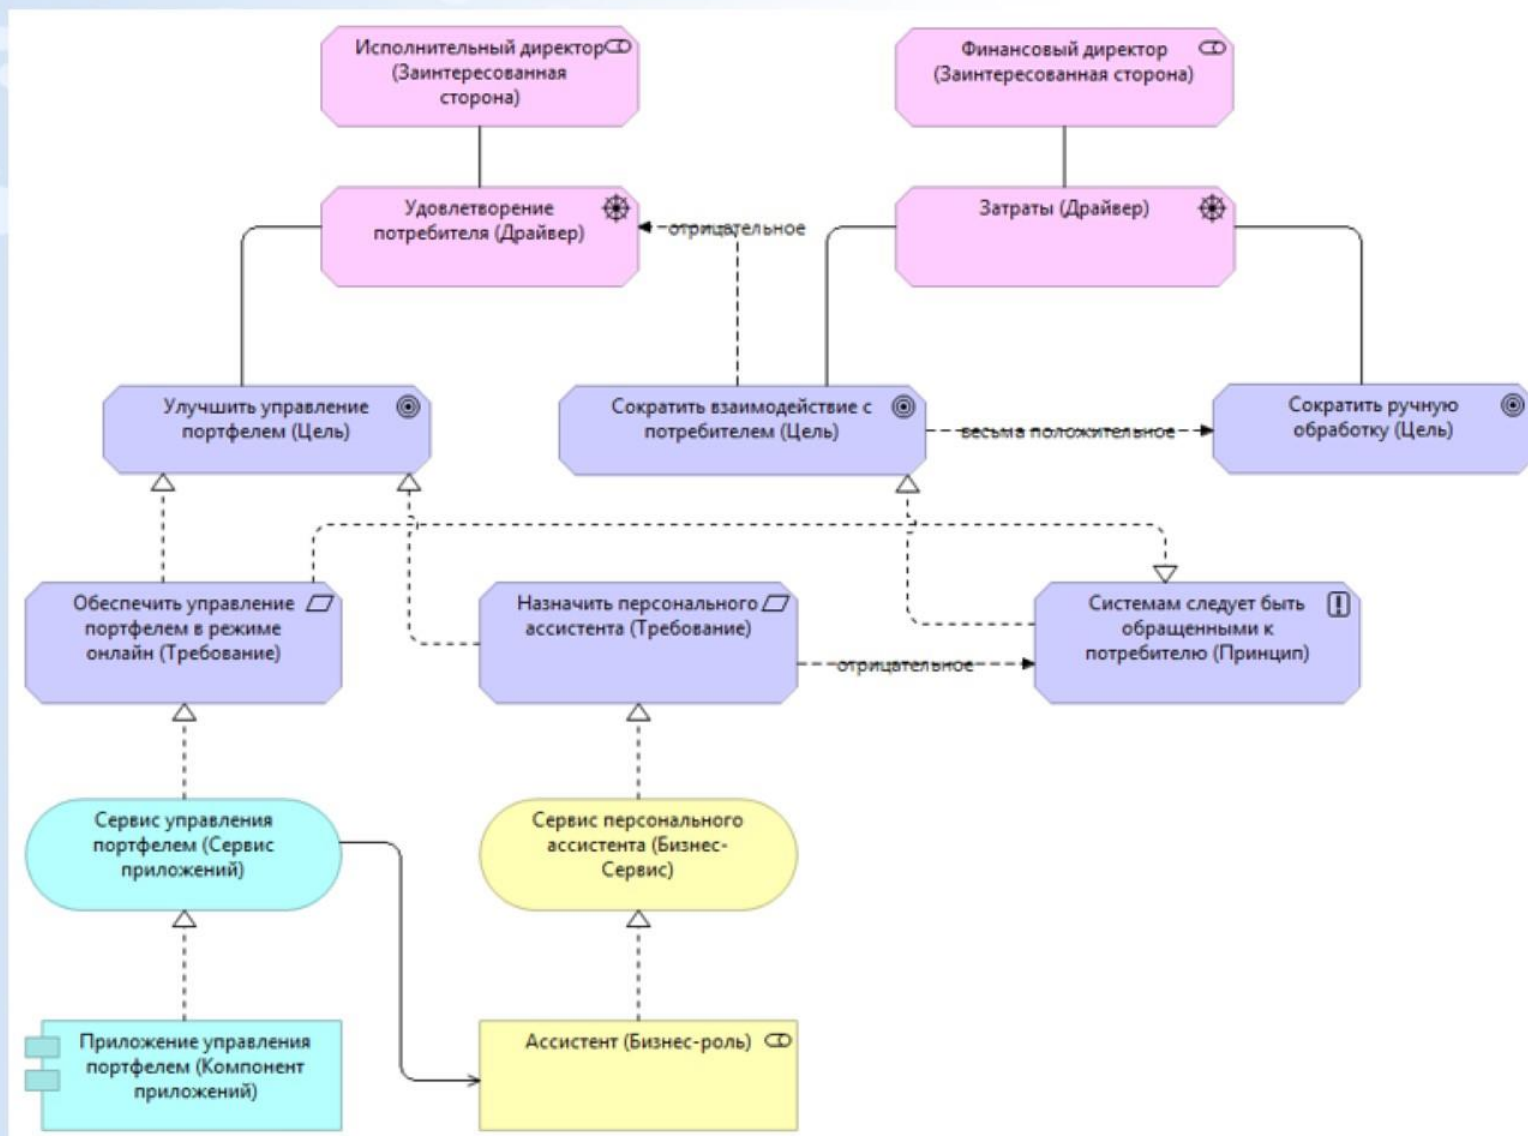 Исполнительный директор
(Заинтересованная
сторона)
Финансовый директор
(Заинтересованная сторона)
Удовлетворение
потребителя (Драйвер)
отрицательное
Затраты (Драйвер)
Улучшить управление
портфелем (Цель)
Сократить взаимодействие с
потребителем (Цель)
весьма положительное
Сократить ручную
обработку (Цель)
Обеспечить управление
портфелем в режиме
онлайн (Требование)
Назначить персонального
ассистента (Требование)
отрицательное
Системам следует быть
обращенными к
потребителю (Принцип)
Сервис управления
портфелем (Сервис
приложений)
Сервис персонального
ассистента (Бизнес-
Сервис)
Приложение управления
портфелем (Компонент
приложений)
Ассистент (Бизнес-роль)